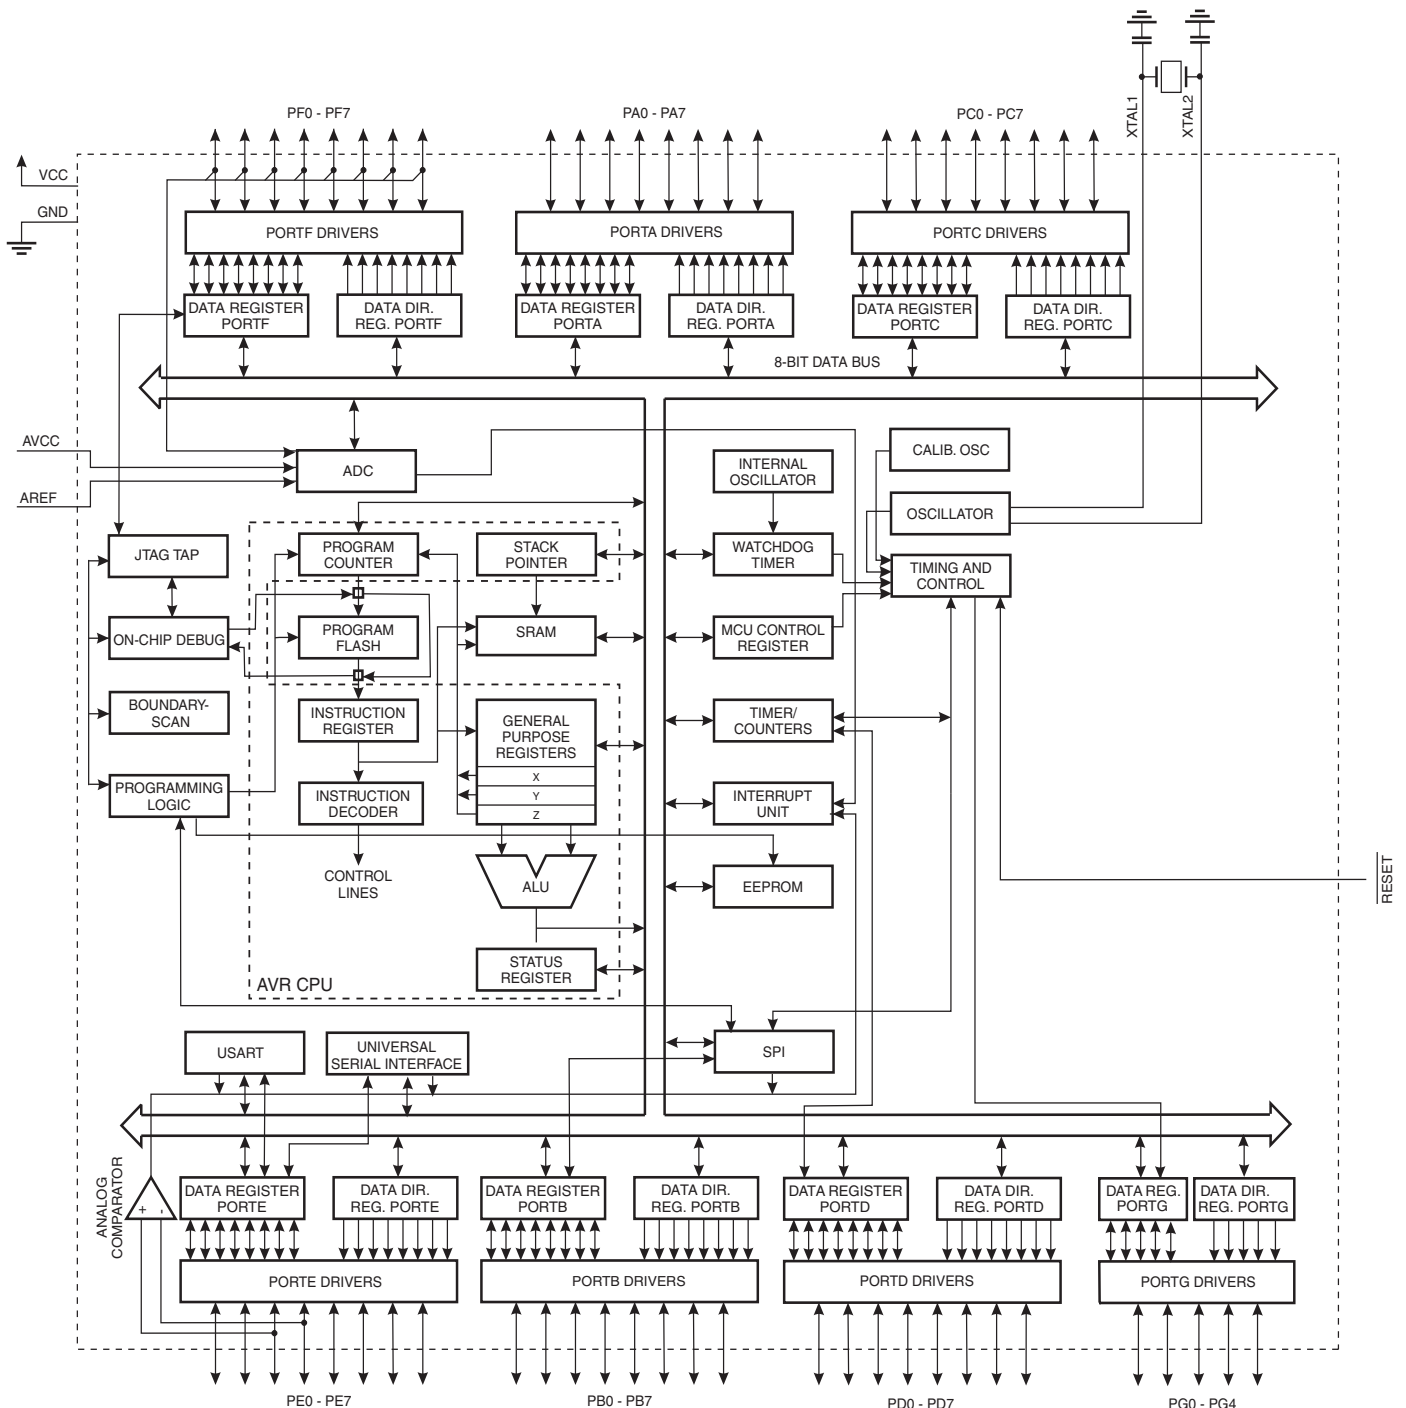 XTAL1
XTAL2
PF0 - PF7
PA0 - PA7
PC0 - PC7
VCC
GND
PORTF DRIVERS
PORTA DRIVERS
PORTC DRIVERS
DATA REGISTER
PORTF
DATA DIR.
REG. PORTF
DATA REGISTER
PORTA
DATA DIR.
REG. PORTA
DATA REGISTER
PORTC
DATA DIR.
REG. PORTC
8-BIT DATA BUS
AVCC
AREF
ADC
INTERNAL
OSCILLATOR
CALIB. OSC
OSCILLATOR
JTAG TAP
PROGRAM
COUNTER
STACK
POINTER
WATCHDOG
TIMER
TIMING AND
CONTROL
ON-CHIP DEBUG
PROGRAM
FLASH
SRAM
MCU CONTROL
REGISTER
BOUNDARY-
SCAN
INSTRUCTION
REGISTER
GENERAL
PURPOSE
REGISTERS
X
Y
Z
TIMER/
COUNTERS
PROGRAMMING
LOGIC
INSTRUCTION
DECODER
INTERRUPT
UNIT
CONTROL
LINES
ALU
EEPROM
RESET
STATUS
REGISTER
AVR CPU
USART
UNIVERSAL
SERIAL INTERFACE
SPI
ANALOG
COMPARATOR
+
-
DATA REGISTER
PORTE
DATA DIR.
REG. PORTE
DATA REGISTER
PORTB
DATA DIR.
REG. PORTB
DATA REGISTER
PORTD
DATA DIR.
REG. PORTD
DATA REG.
PORTG
DATA DIR.
REG. PORTG
PORTE DRIVERS
PORTB DRIVERS
PORTD DRIVERS
PORTG DRIVERS
PE0 - PE7
PB0 - PB7
PD0 - PD7
PG0 - PG4